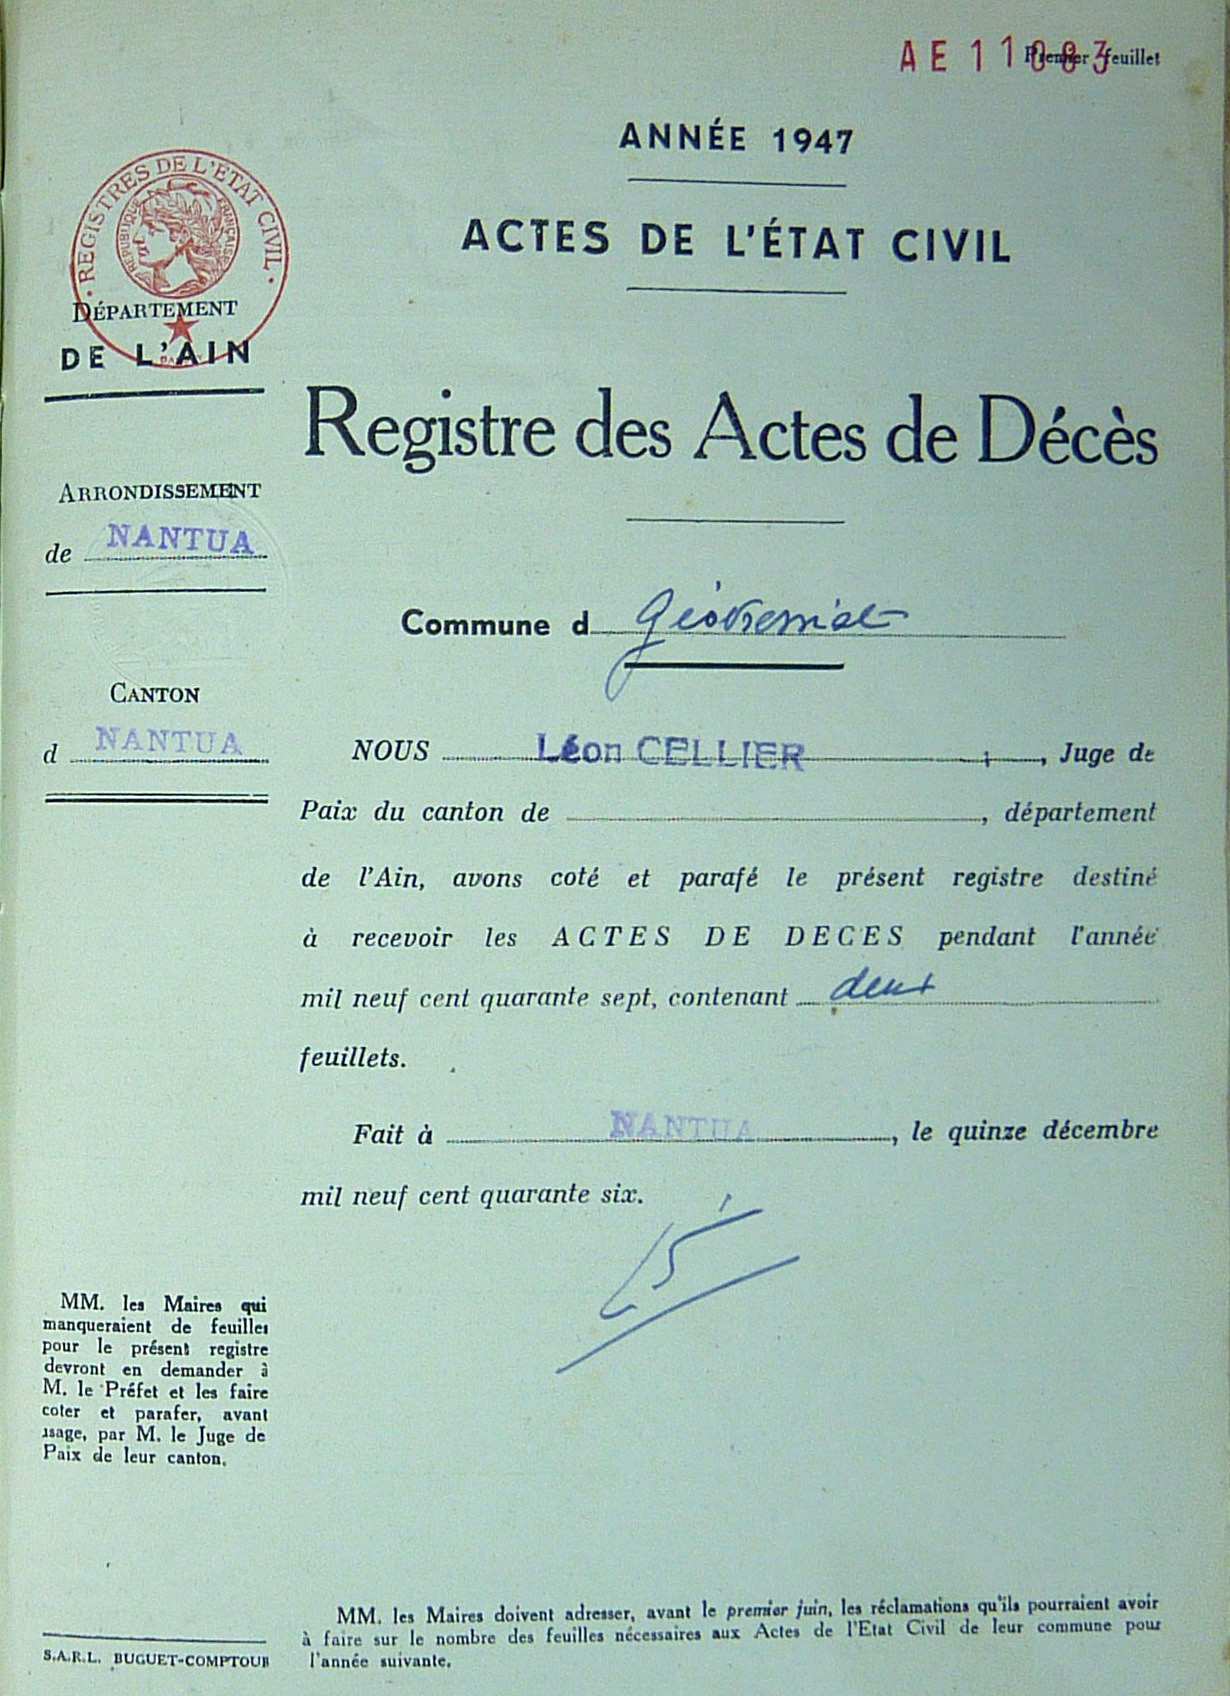 AE 11083
Premier feuillet
ANNÉE 1947
ACTES DE L'ÉTAT CIVIL
· REGISTRES DE L'ÉTAT CIVIL ·
RÉPUBLIQUE FRANÇAISE
DÉPARTEMENT
DE L'AIN
Registre des Actes de Décès
ARRONDISSEMENT
de NANTUA
Commune d Géovreissiat
CANTON
d NANTUA
NOUS Léon CELLIER, Juge de
Paix du canton de , département
de l'Ain, avons coté et parafé le présent registre destiné
à recevoir les ACTES DE DECES pendant l'année
mil neuf cent quarante sept, contenant deux
feuillets.
Fait à NANTUA, le quinze décembre
mil neuf cent quarante six.
MM. les Maires qui
manqueraient de feuilles
pour le présent registre
devront en demander à
M. le Préfet et les faire
coter et parafer, avant
usage, par M. le Juge de
Paix de leur canton.
MM. les Maires doivent adresser, avant le premier juin, les réclamations qu'ils pourraient avoir
à faire sur le nombre des feuilles nécessaires aux Actes de l'Etat Civil de leur commune pour
l'année suivante.
S.A.R.L. BUGUET-COMPTOUR